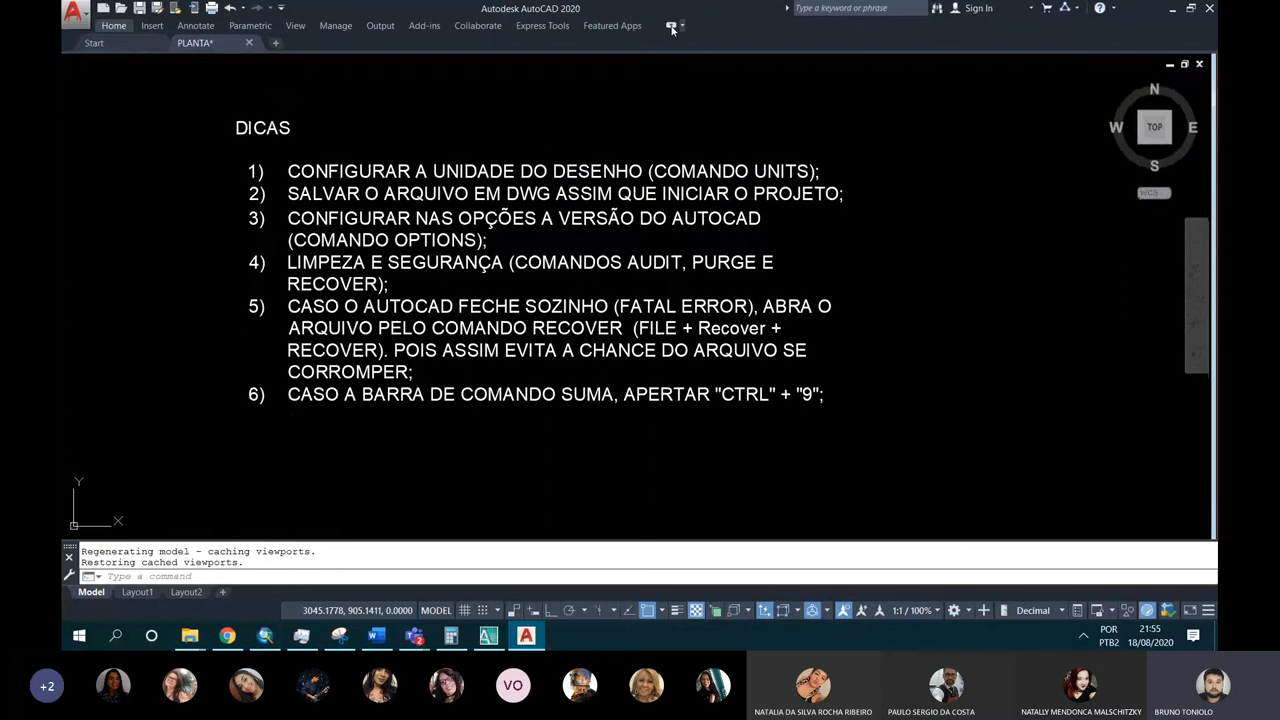 Autodesk AutoCAD 2020
Type a keyword or phrase
Sign In
Home Insert Annotate Parametric View Manage Output Add-ins Collaborate Express Tools Featured Apps
Start PLANTA*
N
W TOP E
S
WCS
DICAS
1) CONFIGURAR A UNIDADE DO DESENHO (COMANDO UNITS);
2) SALVAR O ARQUIVO EM DWG ASSIM QUE INICIAR O PROJETO;
3) CONFIGURAR NAS OPÇÕES A VERSÃO DO AUTOCAD
(COMANDO OPTIONS);
4) LIMPEZA E SEGURANÇA (COMANDOS AUDIT, PURGE E
RECOVER);
5) CASO O AUTOCAD FECHE SOZINHO (FATAL ERROR), ABRA O
ARQUIVO PELO COMANDO RECOVER (FILE + Recover +
RECOVER). POIS ASSIM EVITA A CHANCE DO ARQUIVO SE
CORROMPER;
6) CASO A BARRA DE COMANDO SUMA, APERTAR "CTRL" + "9";
Y
X
Regenerating model - caching viewports.
Restoring cached viewports.
Type a command
Model Layout1 Layout2
3045.1778, 905.1411, 0.0000 MODEL 1:1 / 100% Decimal
POR 21:55
PTB2 18/08/2020
+2 VO
NATALIA DA SILVA ROCHA RIBEIRO PAULO SERGIO DA COSTA NATALLY MENDONCA MALSCHITZKY BRUNO TONIOLO